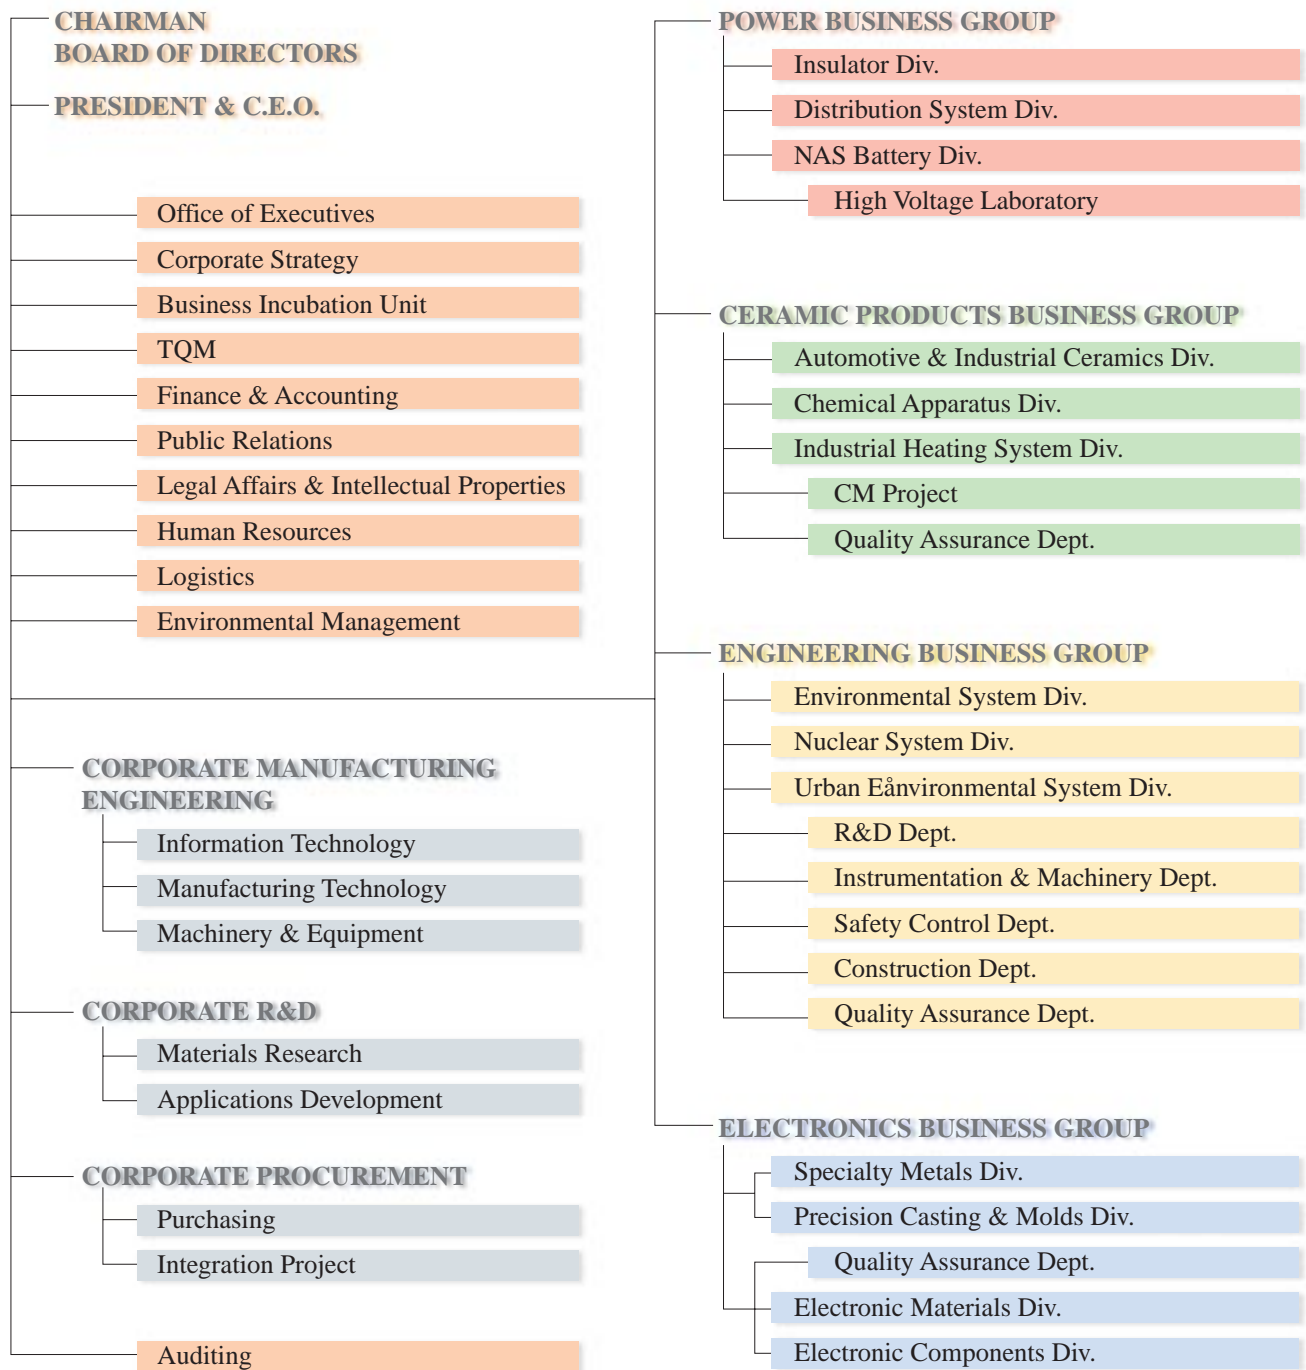 CHAIRMAN
BOARD OF DIRECTORS
PRESIDENT & C.E.O.
Office of Executives
Corporate Strategy
Business Incubation Unit
TQM
Finance & Accounting
Public Relations
Legal Affairs & Intellectual Properties
Human Resources
Logistics
Environmental Management
CORPORATE MANUFACTURING
ENGINEERING
Information Technology
Manufacturing Technology
Machinery & Equipment
CORPORATE R&D
Materials Research
Applications Development
CORPORATE PROCUREMENT
Purchasing
Integration Project
Auditing
POWER BUSINESS GROUP
Insulator Div.
Distribution System Div.
NAS Battery Div.
High Voltage Laboratory
CERAMIC PRODUCTS BUSINESS GROUP
Automotive & Industrial Ceramics Div.
Chemical Apparatus Div.
Industrial Heating System Div.
CM Project
Quality Assurance Dept.
ENGINEERING BUSINESS GROUP
Environmental System Div.
Nuclear System Div.
Urban Eånvironmental System Div.
R&D Dept.
Instrumentation & Machinery Dept.
Safety Control Dept.
Construction Dept.
Quality Assurance Dept.
ELECTRONICS BUSINESS GROUP
Specialty Metals Div.
Precision Casting & Molds Div.
Quality Assurance Dept.
Electronic Materials Div.
Electronic Components Div.